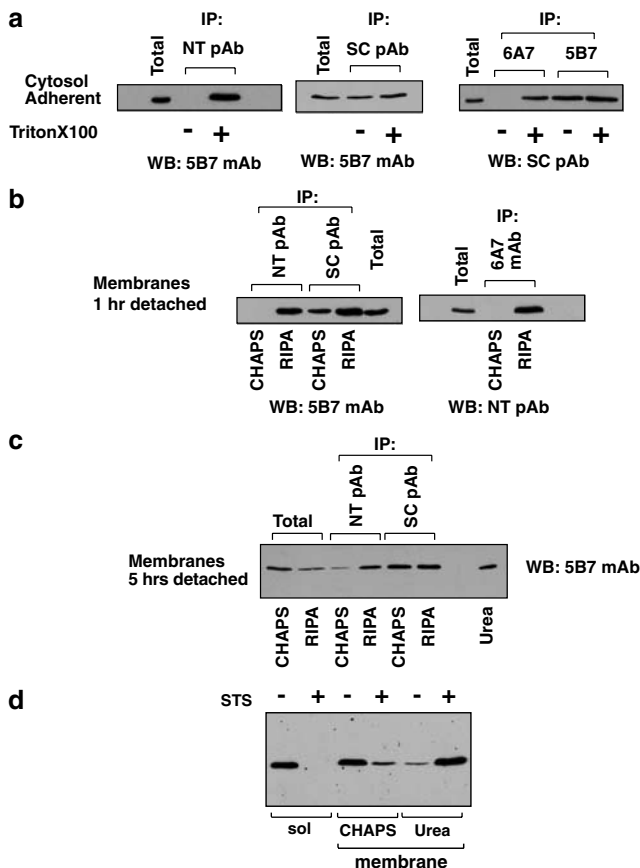 a
IP:
IP:
IP:
Total
NT pAb
Total
SC pAb
Total
6A7
5B7
Cytosol
Adherent
TritonX100
- +
- +
- + - +
WB: 5B7 mAb
WB: 5B7 mAb
WB: SC pAb
b
IP:
IP:
NT pAb
SC pAb
Total
Total
6A7
mAb
Membranes
1 hr detached
CHAPS
RIPA
CHAPS
RIPA
CHAPS
RIPA
WB: 5B7 mAb
WB: NT pAb
c
IP:
Total
NT pAb
SC pAb
Membranes
5 hrs detached
WB: 5B7 mAb
CHAPS
RIPA
CHAPS
RIPA
CHAPS
RIPA
Urea
d
STS - + - + - +
sol
CHAPS
Urea
membrane